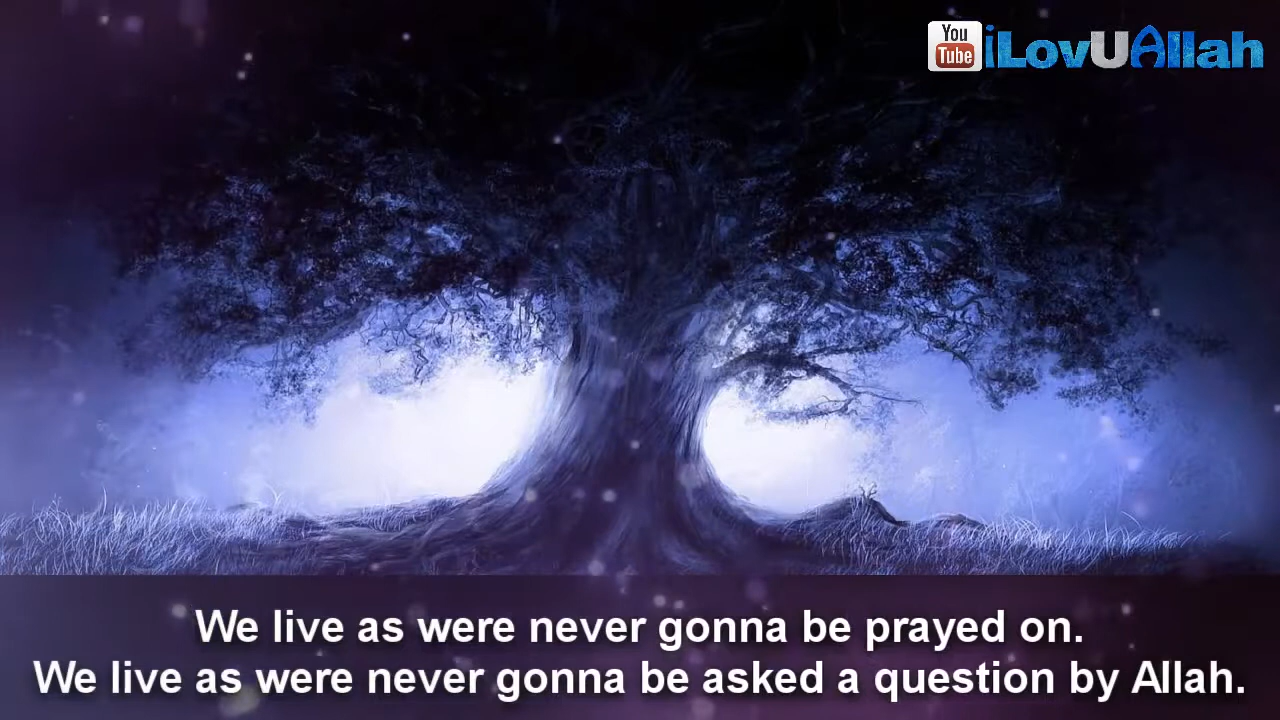 You
Tube
iLovUAllah
We live as were never gonna be prayed on.
We live as were never gonna be asked a question by Allah.